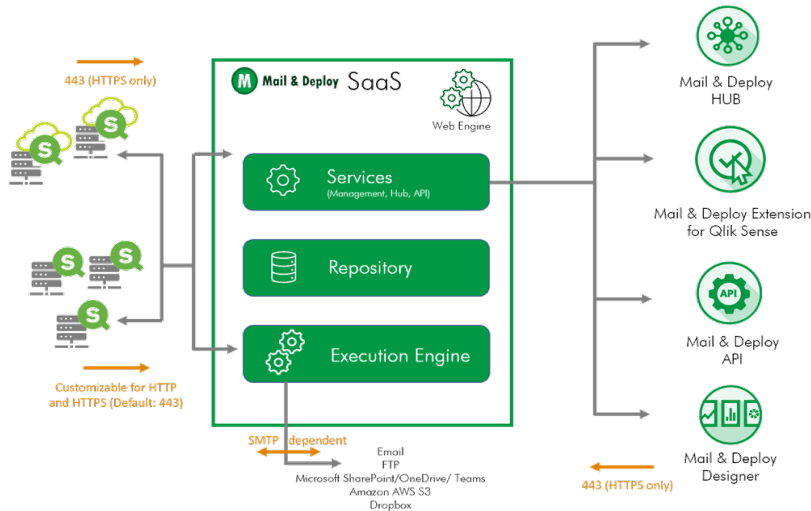 443 (HTTPS only)
M Mail & Deploy SaaS
Web Engine
Mail & Deploy
HUB
S
S
Services
(Management, Hub, API)
Mail & Deploy Extension
for Qlik Sense
S
S
S
Repository
API
Mail & Deploy
API
Execution Engine
Customizable for HTTP
and HTTPS (Default: 443)
SMTP dependent
Email
FTP
Microsoft SharePoint/OneDrive/ Teams
Amazon AWS S3
Dropbox
Mail & Deploy
Designer
443 (HTTPS only)